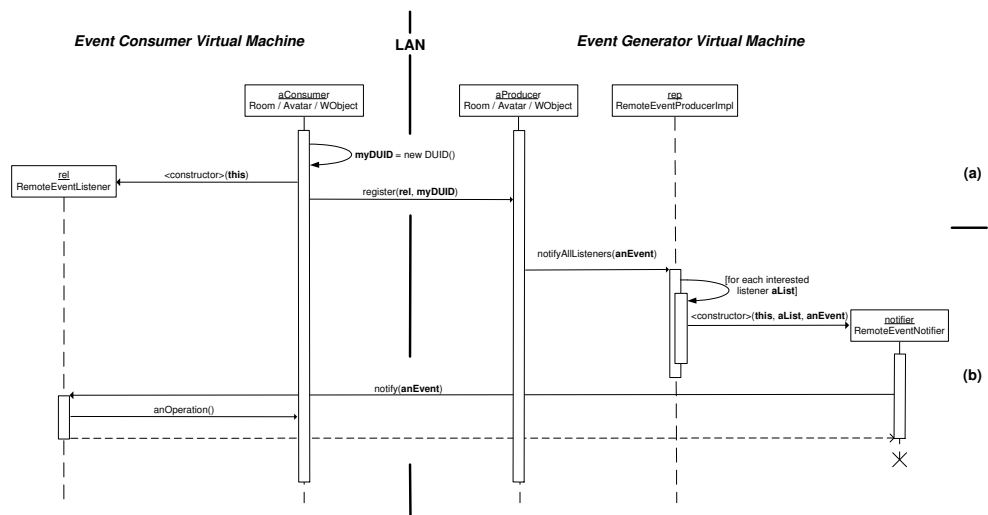 Event Consumer Virtual Machine
LAN
Event Generator Virtual Machine
aConsumer
Room / Avatar / WObject
aProducer
Room / Avatar / WObject
rep
RemoteEventProducerImpl
myDUID = new DUID()
rel
RemoteEventListener
<constructor>(this)
register(rel, myDUID)
(a)
notifyAllListeners(anEvent)
[for each interested
listener aList]
<constructor>(this, aList, anEvent)
notifier
RemoteEventNotifier
(b)
notify(anEvent)
anOperation()